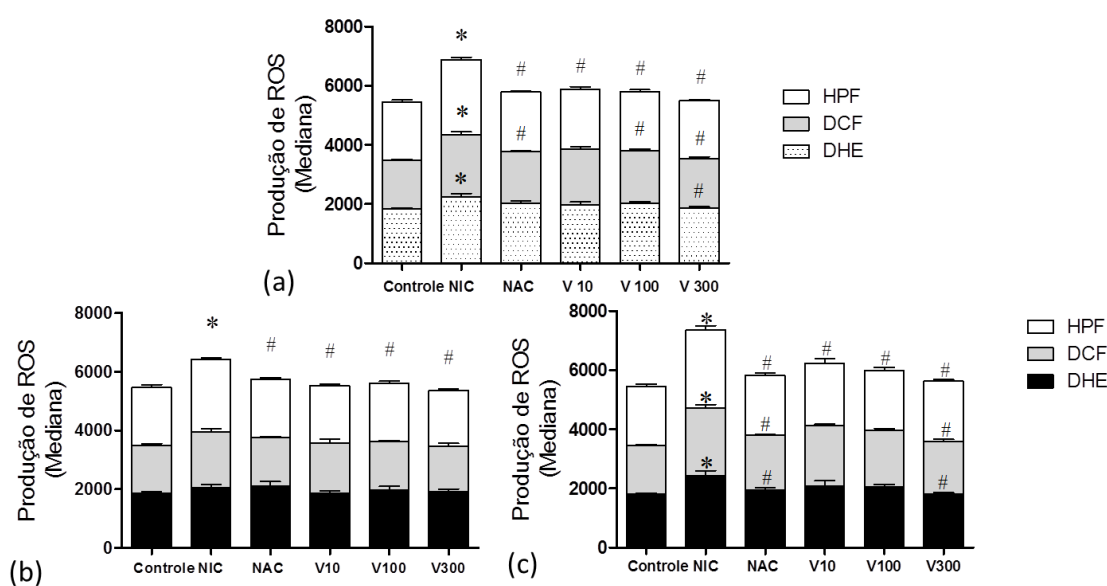 Produção de ROS
(Mediana)
8000
6000
4000
2000
0
*
*
*
#
#
#
#
#
#
#
#
Controle NIC NAC V 10 V 100 V 300
HPF
DCF
DHE
(a)
Produção de ROS
(Mediana)
8000
6000
4000
2000
0
*
#
#
#
#
Controle NIC NAC V10 V100 V300
(b)
Produção de ROS
(Mediana)
8000
6000
4000
2000
0
*
*
*
#
#
#
#
#
#
#
#
Controle NIC NAC V10 V100 V300
HPF
DCF
DHE
(c)